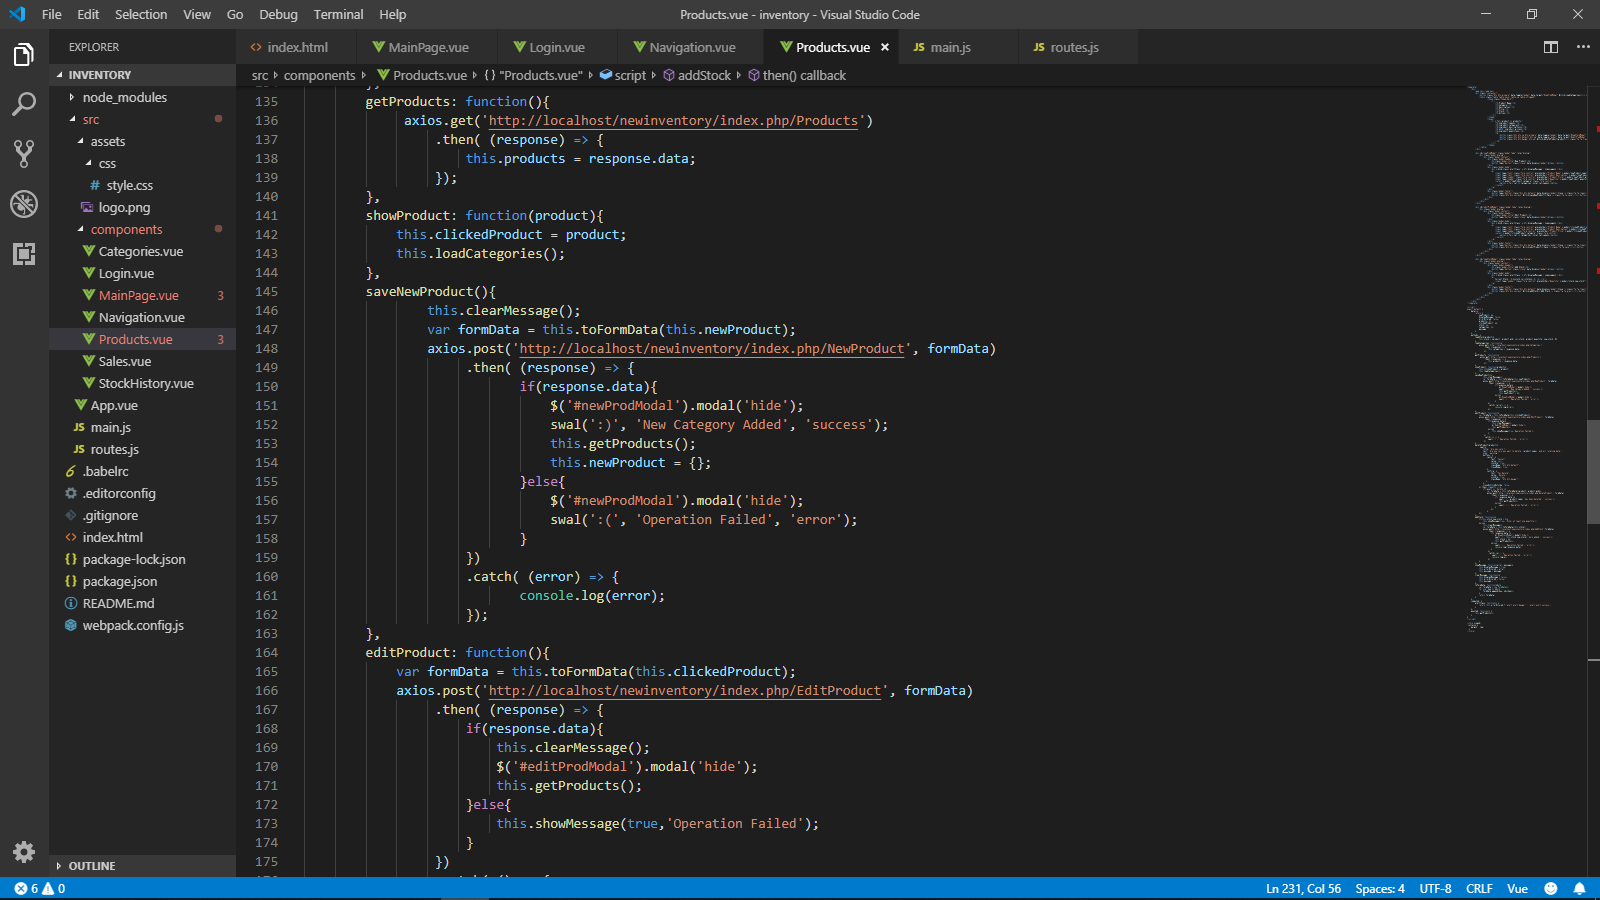 File Edit Selection View Go Debug Terminal Help
Products.vue - inventory - Visual Studio Code
EXPLORER
INVENTORY
node_modules
src
assets
css
# style.css
logo.png
components
Categories.vue
Login.vue
MainPage.vue 3
Navigation.vue
Products.vue 3
Sales.vue
StockHistory.vue
App.vue
JS main.js
JS routes.js
.babelrc
.editorconfig
.gitignore
<> index.html
{} package-lock.json
{} package.json
README.md
webpack.config.js
OUTLINE
<> index.html MainPage.vue Login.vue Navigation.vue Products.vue × JS main.js JS routes.js
src components Products.vue {} "Products.vue" script addStock then() callback
135 getProducts: function(){
136 axios.get('http://localhost/newinventory/index.php/Products')
137 .then( (response) => {
138 this.products = response.data;
139 });
140 },
141 showProduct: function(product){
142 this.clickedProduct = product;
143 this.loadCategories();
144 },
145 saveNewProduct(){
146 this.clearMessage();
147 var formData = this.toFormData(this.newProduct);
148 axios.post('http://localhost/newinventory/index.php/NewProduct', formData)
149 .then( (response) => {
150 if(response.data){
151 $('#newProdModal').modal('hide');
152 swal(':)', 'New Category Added', 'success');
153 this.getProducts();
154 this.newProduct = {};
155 }else{
156 $('#newProdModal').modal('hide');
157 swal(':(', 'Operation Failed', 'error');
158 }
159 })
160 .catch( (error) => {
161 console.log(error);
162 });
163 },
164 editProduct: function(){
165 var formData = this.toFormData(this.clickedProduct);
166 axios.post('http://localhost/newinventory/index.php/EditProduct', formData)
167 .then( (response) => {
168 if(response.data){
169 this.clearMessage();
170 $('#editProdModal').modal('hide');
171 this.getProducts();
172 }else{
173 this.showMessage(true,'Operation Failed');
174 }
175 })
6 0
Ln 231, Col 56 Spaces: 4 UTF-8 CRLF Vue